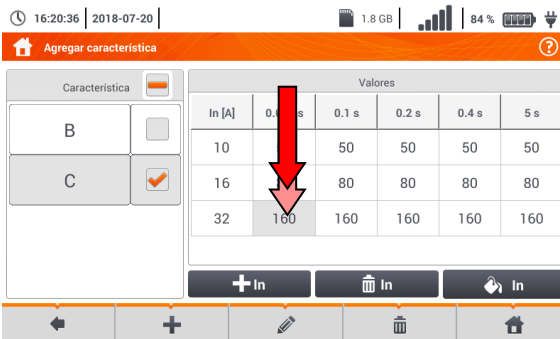 16:20:36 2018-07-20 1.8 GB 84 %
Agregar característica ?
Característica Valores
In [A] 0.1 s 0.2 s 0.4 s 5 s
B
10 50 50 50 50
C
16 80 80 80 80
32 160 160 160 160 160
In In In